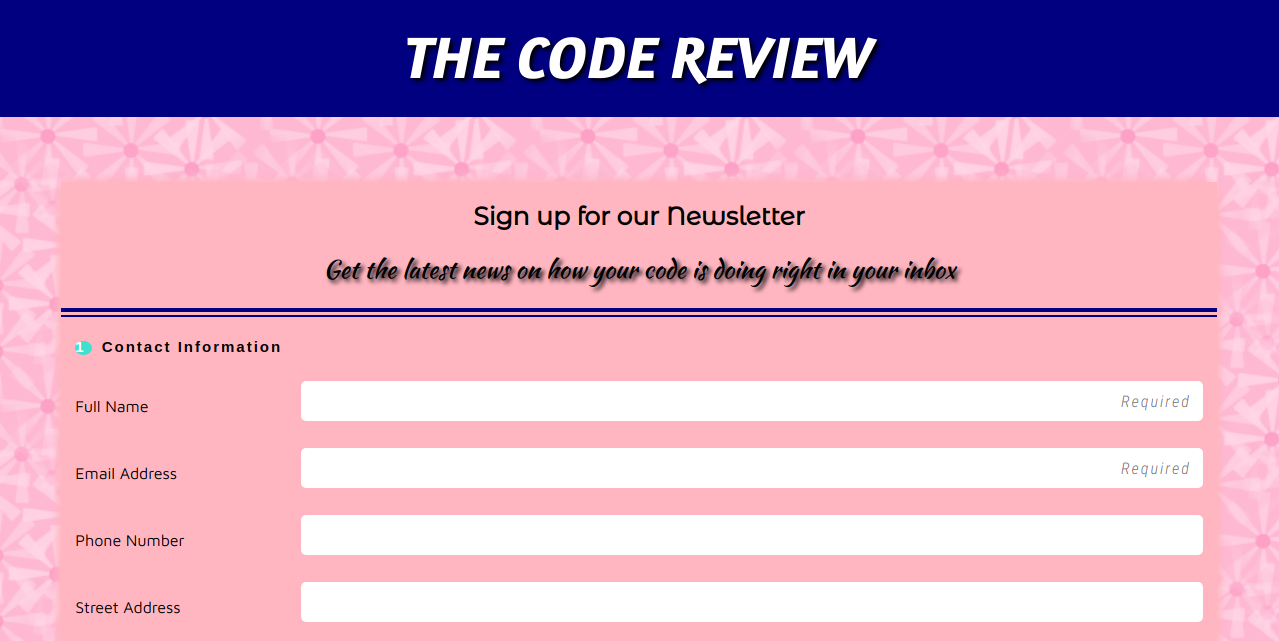 THE CODE REVIEW
Sign up for our Newsletter
Get the latest news on how your code is doing right in your inbox
1 Contact Information
Full Name Required
Email Address Required
Phone Number
Street Address